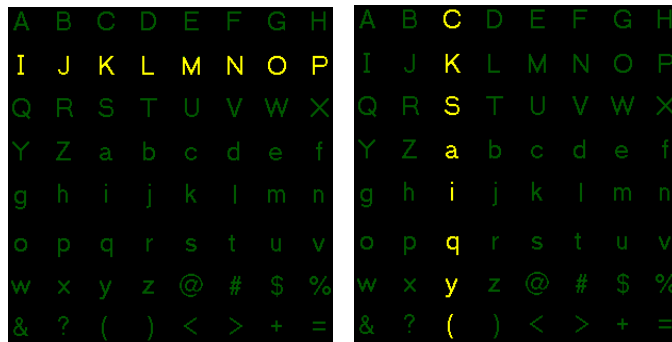 A B C D E F G H
I J K L M N O P
Q R S T U V W X
Y Z a b c d e f
g h i j k l m n
o p q r s t u v
w x y z @ # $ %
& ? ( ) < > + =
A B C D E F G H
I J K L M N O P
Q R S T U V W X
Y Z a b c d e f
g h i j k l m n
o p q r s t u v
w x y z @ # $ %
& ? ( ) < > + =